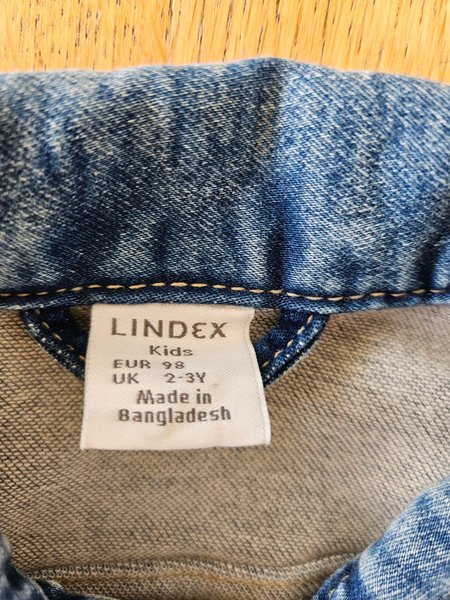 LINDEX
Kids
EUR 98
UK 2-3Y
Made in
Bangladesh